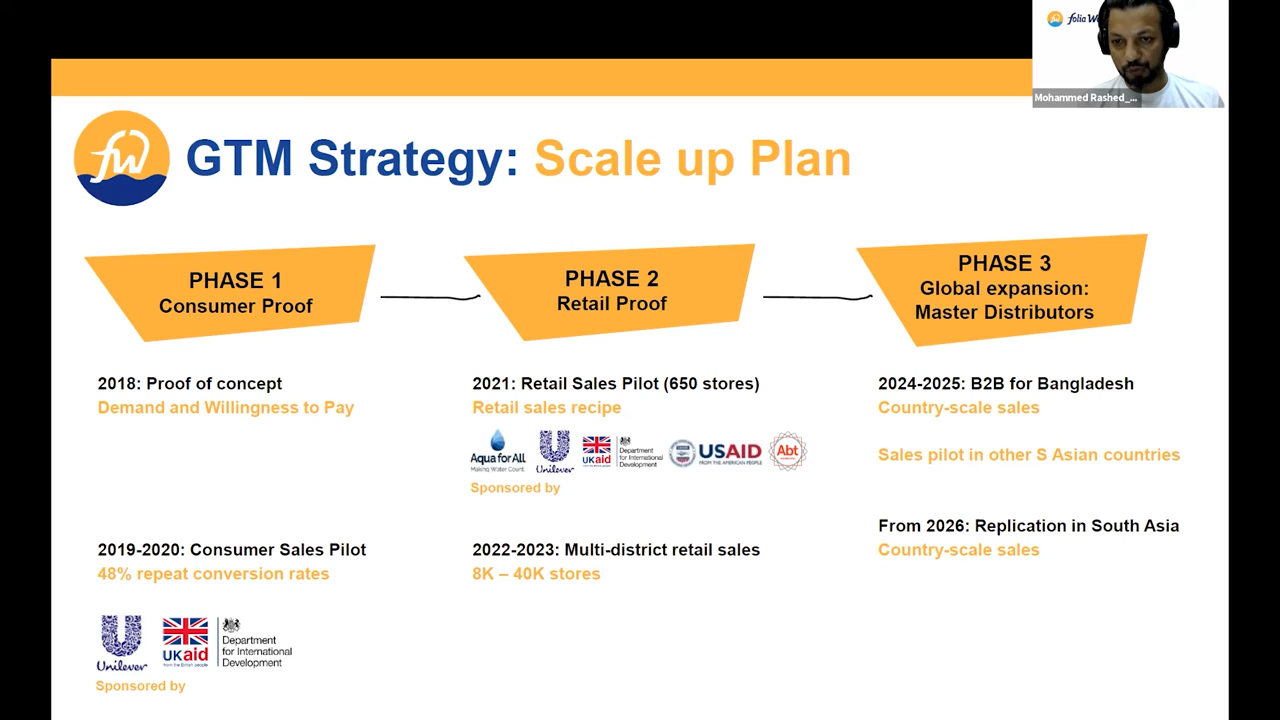 folia W
Mohammed Rashed_...
fw
GTM Strategy: Scale up Plan
PHASE 1
Consumer Proof
PHASE 2
Retail Proof
PHASE 3
Global expansion:
Master Distributors
2018: Proof of concept
Demand and Willingness to Pay
2019-2020: Consumer Sales Pilot
48% repeat conversion rates
Unilever
UKaid
from the British people
Department
for International
Development
Sponsored by
2021: Retail Sales Pilot (650 stores)
Retail sales recipe
Aqua for All
Making Water Count
Unilever
UKaid
Department
for International
Development
USAID
FROM THE AMERICAN PEOPLE
Abt
Sponsored by
2022-2023: Multi-district retail sales
8K – 40K stores
2024-2025: B2B for Bangladesh
Country-scale sales
Sales pilot in other S Asian countries
From 2026: Replication in South Asia
Country-scale sales